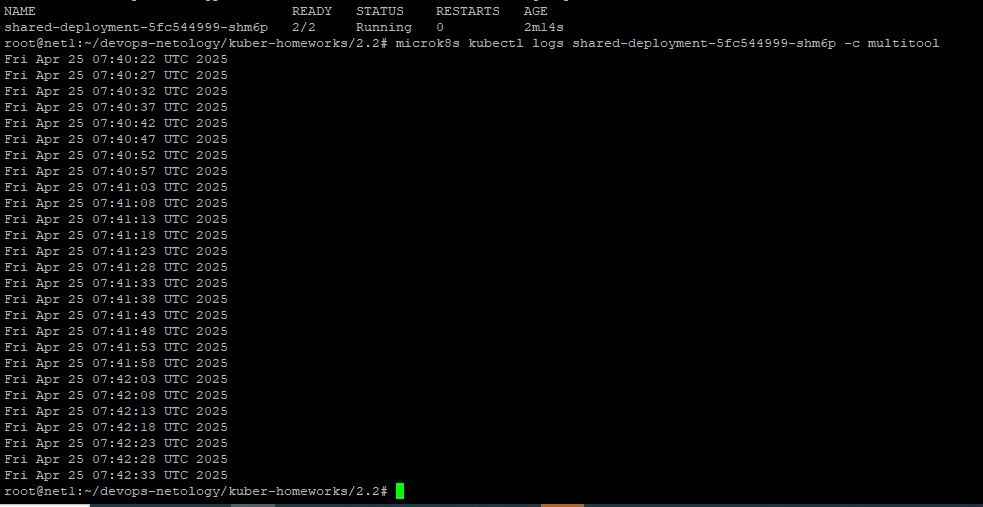 NAME READY STATUS RESTARTS AGE
shared-deployment-5fc544999-shm6p 2/2 Running 0 2m14s
root@net1:~/devops-netology/kuber-homeworks/2.2# microk8s kubectl logs shared-deployment-5fc544999-shm6p -c multitool
Fri Apr 25 07:40:22 UTC 2025
Fri Apr 25 07:40:27 UTC 2025
Fri Apr 25 07:40:32 UTC 2025
Fri Apr 25 07:40:37 UTC 2025
Fri Apr 25 07:40:42 UTC 2025
Fri Apr 25 07:40:47 UTC 2025
Fri Apr 25 07:40:52 UTC 2025
Fri Apr 25 07:40:57 UTC 2025
Fri Apr 25 07:41:03 UTC 2025
Fri Apr 25 07:41:08 UTC 2025
Fri Apr 25 07:41:13 UTC 2025
Fri Apr 25 07:41:18 UTC 2025
Fri Apr 25 07:41:23 UTC 2025
Fri Apr 25 07:41:28 UTC 2025
Fri Apr 25 07:41:33 UTC 2025
Fri Apr 25 07:41:38 UTC 2025
Fri Apr 25 07:41:43 UTC 2025
Fri Apr 25 07:41:48 UTC 2025
Fri Apr 25 07:41:53 UTC 2025
Fri Apr 25 07:41:58 UTC 2025
Fri Apr 25 07:42:03 UTC 2025
Fri Apr 25 07:42:08 UTC 2025
Fri Apr 25 07:42:13 UTC 2025
Fri Apr 25 07:42:18 UTC 2025
Fri Apr 25 07:42:23 UTC 2025
Fri Apr 25 07:42:28 UTC 2025
Fri Apr 25 07:42:33 UTC 2025
root@net1:~/devops-netology/kuber-homeworks/2.2#